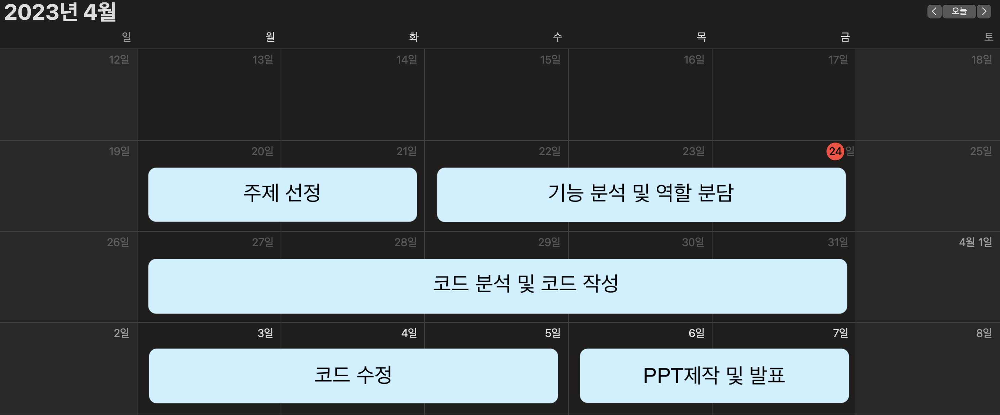 2023년 4월
< 오늘 >
일 월 화 수 목 금 토
12일 13일 14일 15일 16일 17일 18일
19일 20일 21일 22일 23일 24일 25일
주제 선정 기능 분석 및 역할 분담
26일 27일 28일 29일 30일 31일 4월 1일
코드 분석 및 코드 작성
2일 3일 4일 5일 6일 7일 8일
코드 수정 PPT제작 및 발표